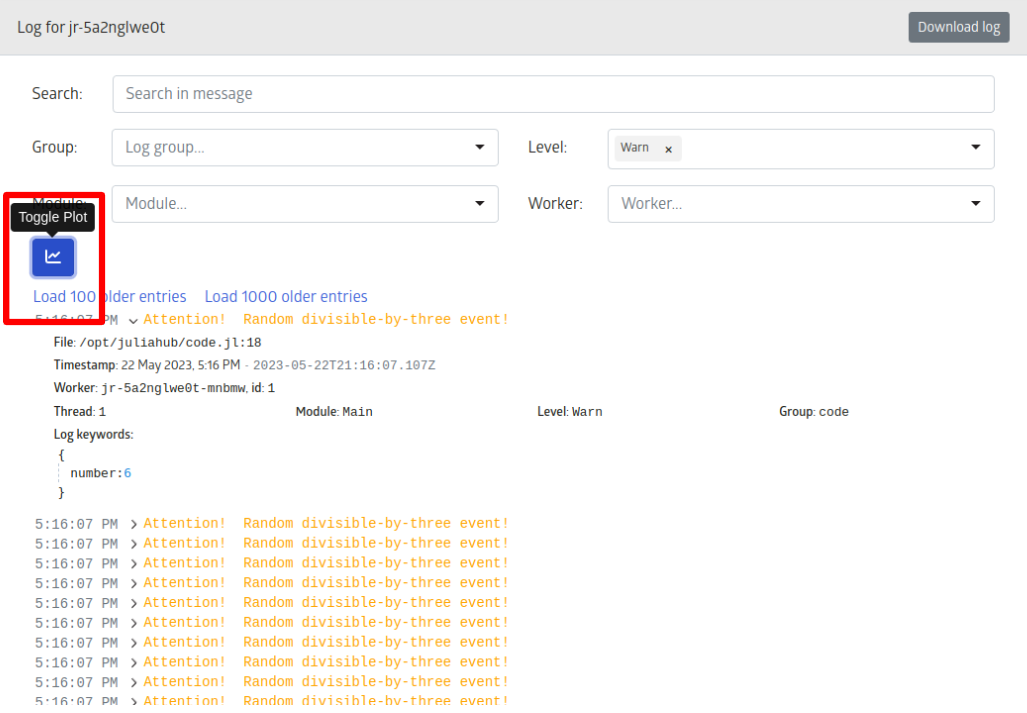 Log for jr-5a2nglwe0t
Download log
Search: Search in message
Group: Log group... Level: Warn ×
Module: Module... Worker: Worker...
Toggle Plot
Load 100 older entries Load 1000 older entries
5:16:07 PM Attention! Random divisible-by-three event!
File: /opt/juliahub/code.jl:18
Timestamp: 22 May 2023, 5:16 PM - 2023-05-22T21:16:07.107Z
Worker: jr-5a2nglwe0t-mnbmw, id: 1
Thread: 1 Module: Main Level: Warn Group: code
Log keywords:
{
number:6
}
5:16:07 PM Attention! Random divisible-by-three event!
5:16:07 PM Attention! Random divisible-by-three event!
5:16:07 PM Attention! Random divisible-by-three event!
5:16:07 PM Attention! Random divisible-by-three event!
5:16:07 PM Attention! Random divisible-by-three event!
5:16:07 PM Attention! Random divisible-by-three event!
5:16:07 PM Attention! Random divisible-by-three event!
5:16:07 PM Attention! Random divisible-by-three event!
5:16:07 PM Attention! Random divisible-by-three event!
5:16:07 PM Attention! Random divisible-by-three event!